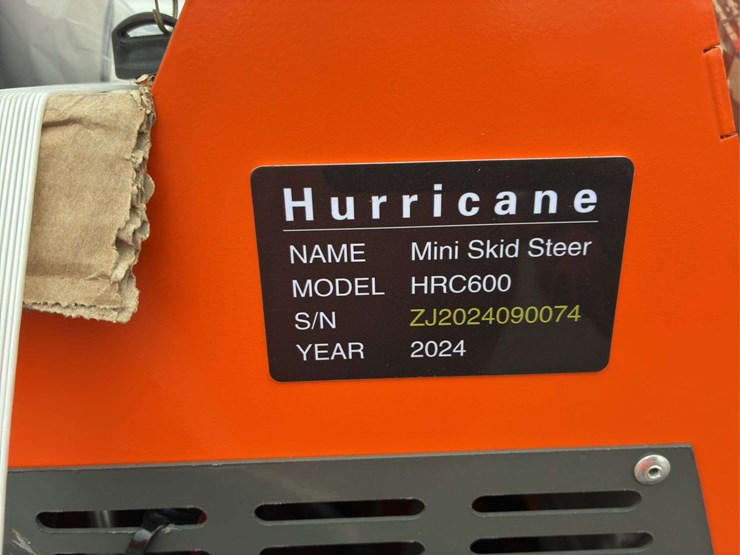 Hurricane
NAME Mini Skid Steer
MODEL HRC600
S/N ZJ2024090074
YEAR 2024